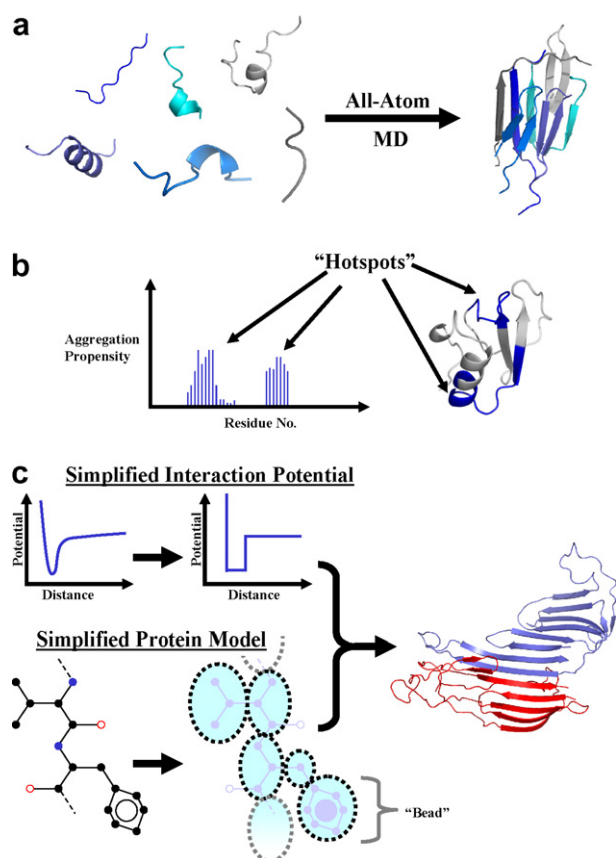 a
All-Atom
MD
b
“Hotspots”
Aggregation
Propensity
Residue No.
c
Simplified Interaction Potential
Potential
Distance
Potential
Distance
Simplified Protein Model
“Bead”